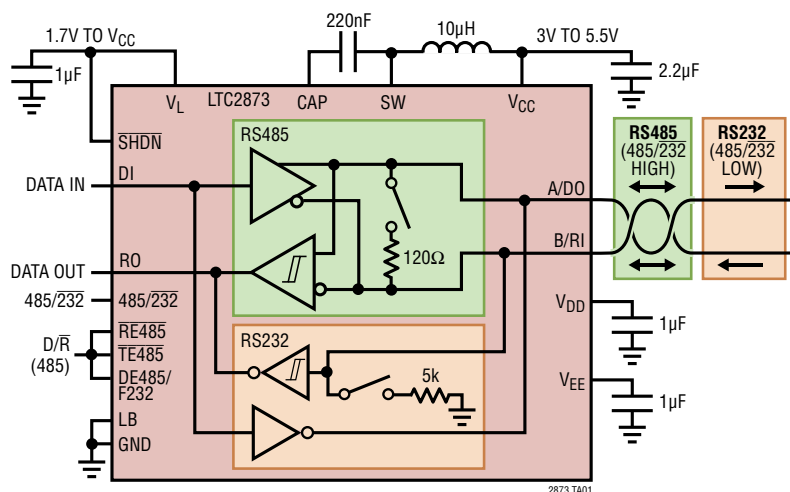 220nF
10µH
1.7V TO VCC
3V TO 5.5V
1µF
2.2µF
VL
LTC2873
CAP
SW
VCC
SHDN
RS485
RS485
(485/232
HIGH)
RS232
(485/232
LOW)
DATA IN
DI
A/DO
120Ω
B/RI
DATA OUT
RO
485/232
485/232
VDD
1µF
D/R
(485)
RE485
TE485
DE485/
F232
RS232
5k
VEE
1µF
LB
GND
2873 TA01